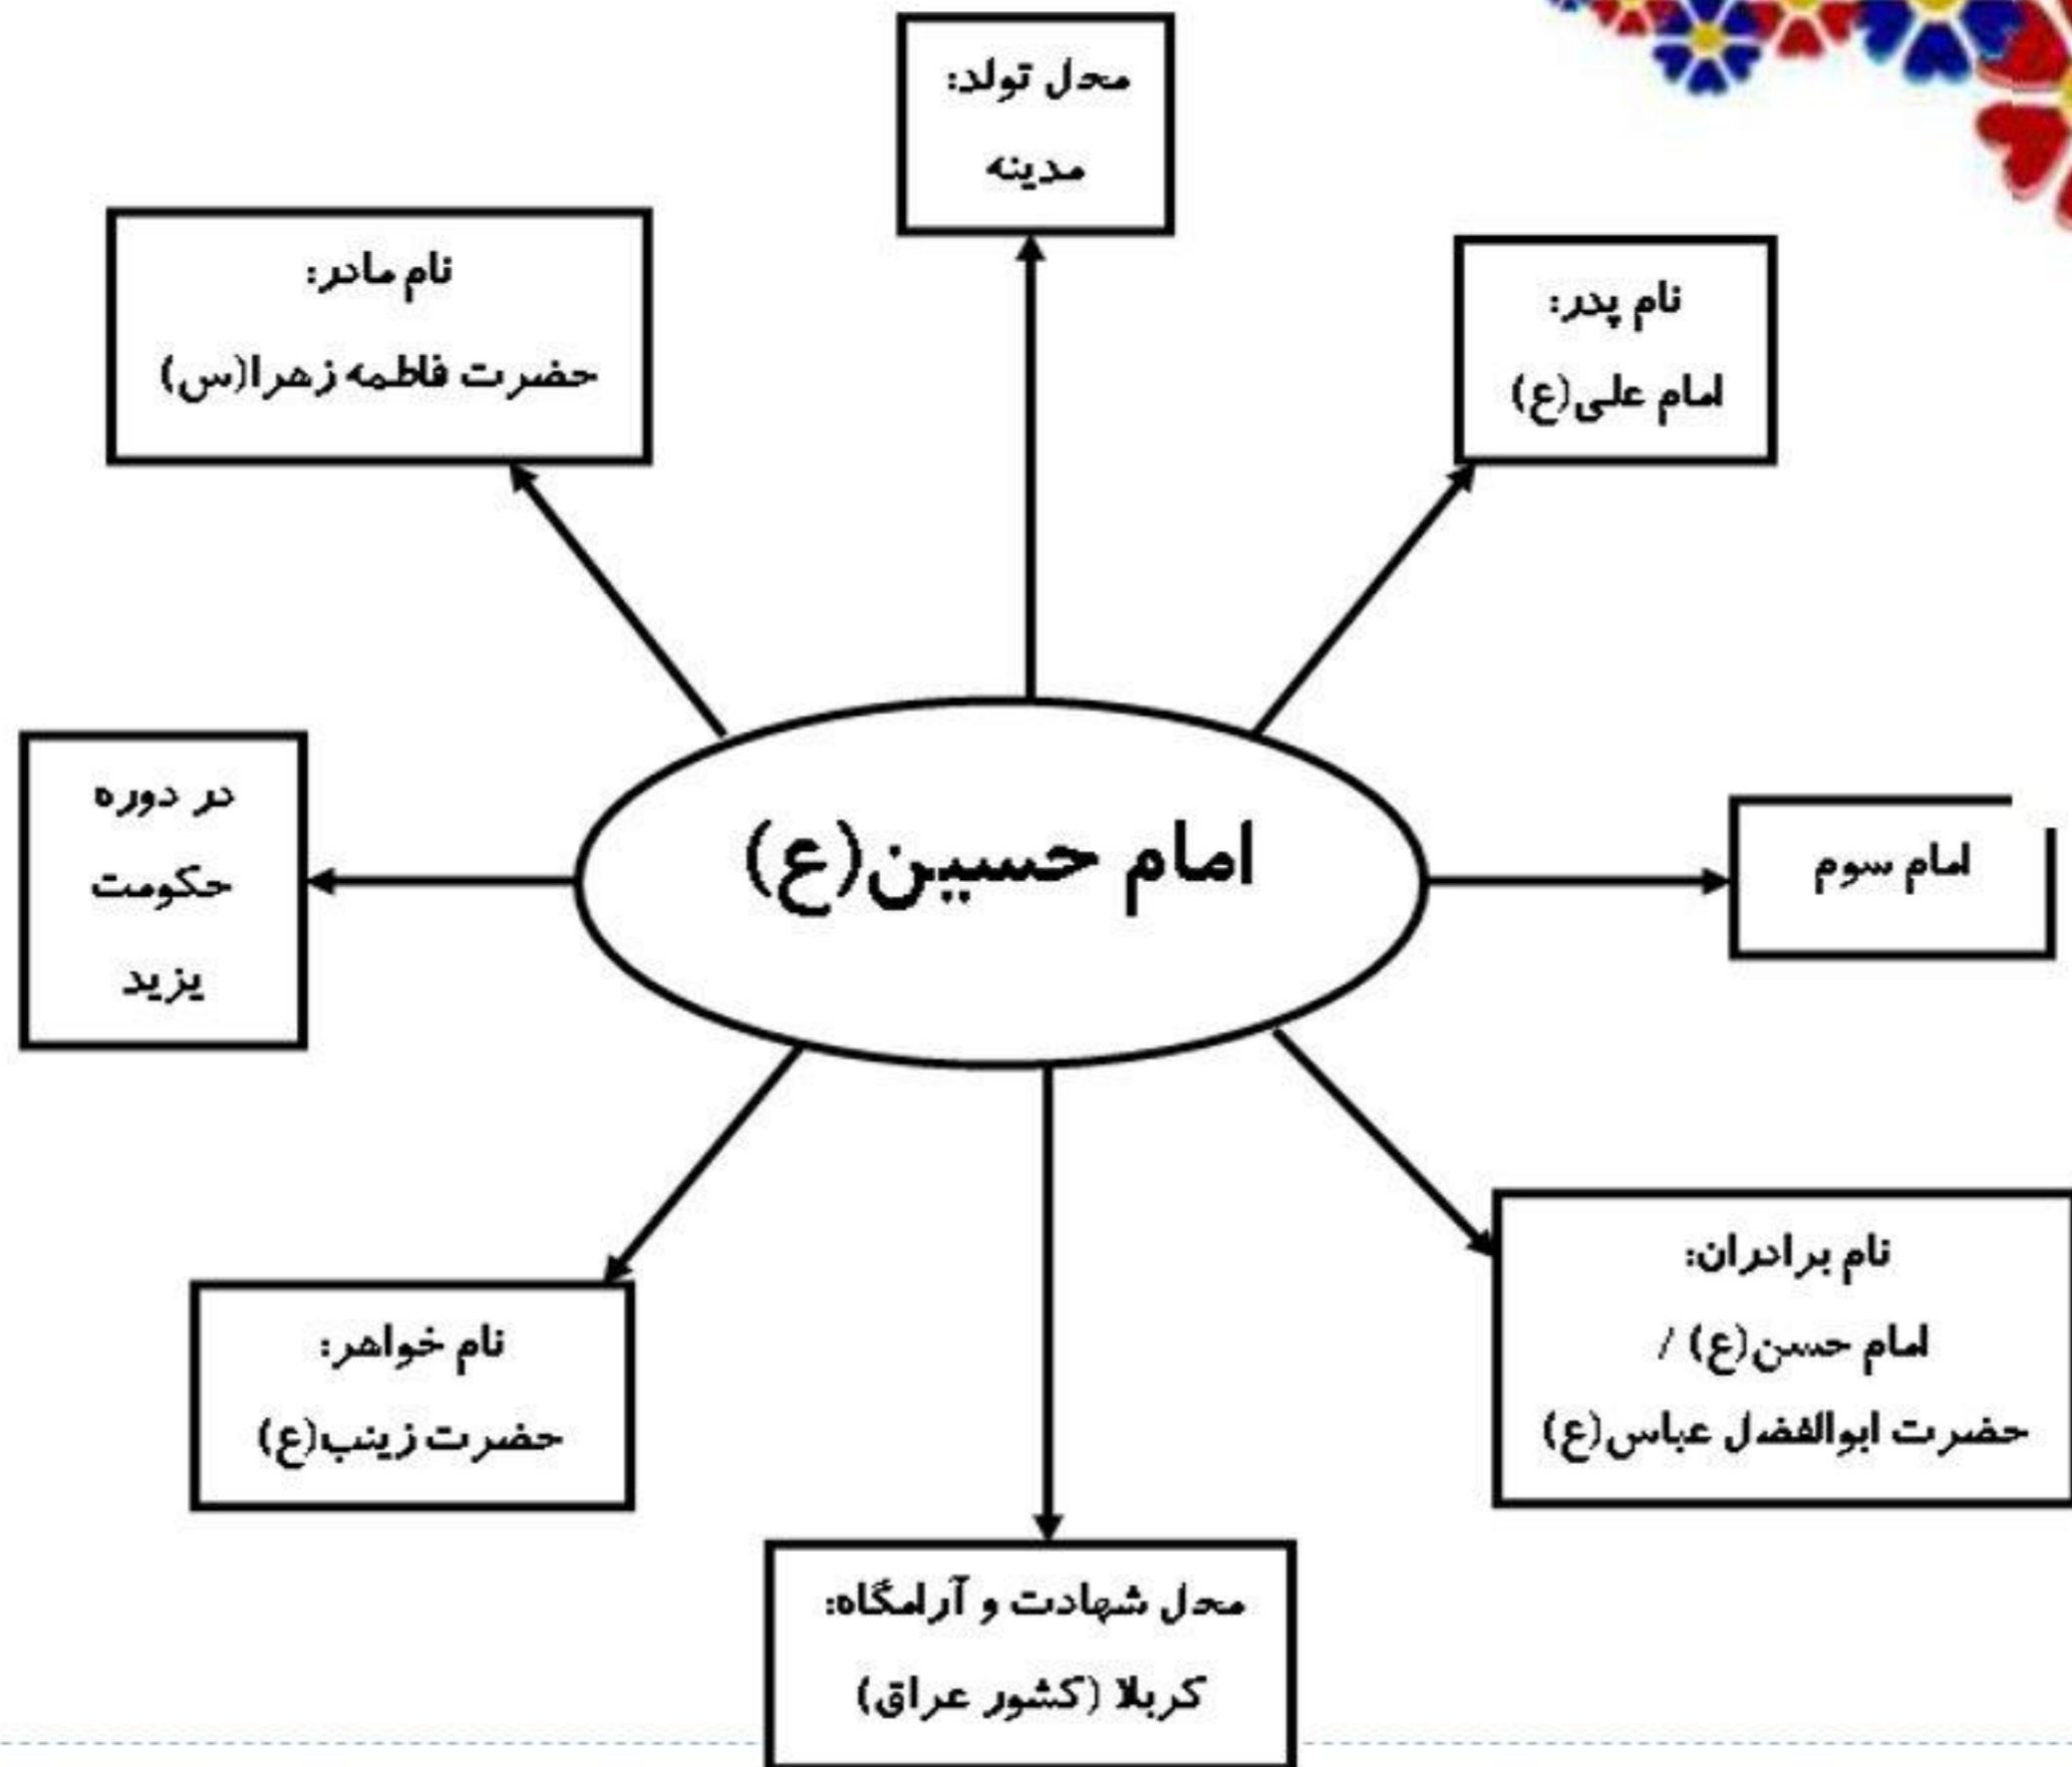 محل تولد:
مدینه
نام پدر:
امام علی(ع)
نام مادر:
حضرت فاطمه زهرا(س)
امام سوم
امام حسین(ع)
در دوره
حکومت
یزید
نام برادران:
امام حسن(ع) /
حضرت ابوالفضل عباس(ع)
نام خواهر:
حضرت زینب(ع)
محل شهادت و آرامگاه:
کربلا (کشور عراق)